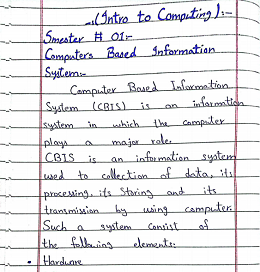 (Intro to Computing):-
Smester # 01:-
Computers Based Information
System:-
Computer Based Information
System (CBIS) is an information
system in which the computer
plays a major role.
CBIS is an information system
used to collection of data, its
processing, its storing and its
transmission by using computer.
Such a system consist of
the following elements:
• Hardware